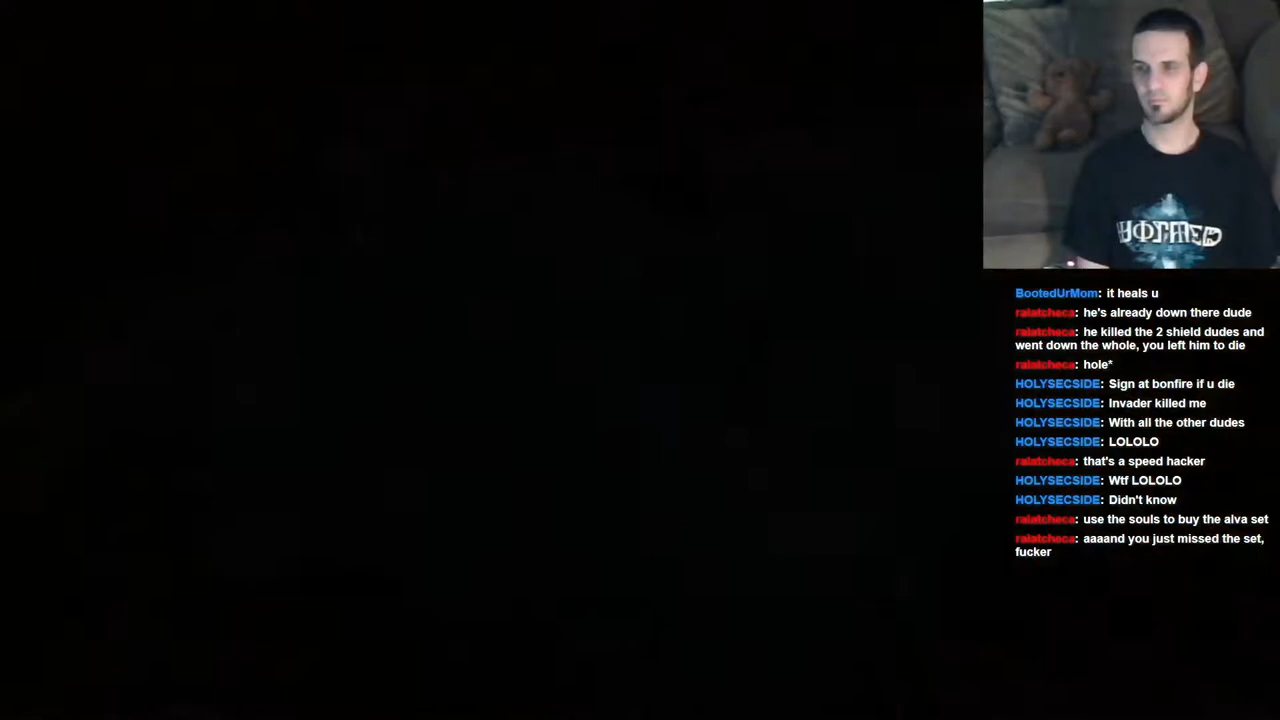 BootedUrMom: it heals u
ralatcheca: he's already down there dude
ralatcheca: he killed the 2 shield dudes and
went down the whole, you left him to die
ralatcheca: hole*
HOLYSECSIDE: Sign at bonfire if u die
HOLYSECSIDE: Invader killed me
HOLYSECSIDE: With all the other dudes
HOLYSECSIDE: LOLOLO
ralatcheca: that's a speed hacker
HOLYSECSIDE: Wtf LOLOLO
HOLYSECSIDE: Didn't know
ralatcheca: use the souls to buy the alva set
ralatcheca: aaaand you just missed the set,
fucker